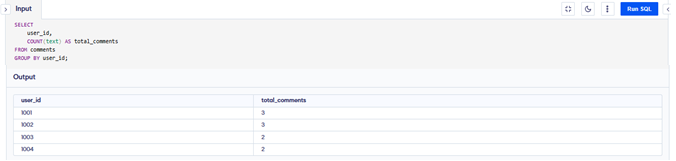 Input
Run SQL
SELECT
user_id,
COUNT(text) AS total_comments
FROM comments
GROUP BY user_id;
Output
user_id total_comments
1001 3
1002 3
1003 2
1004 2